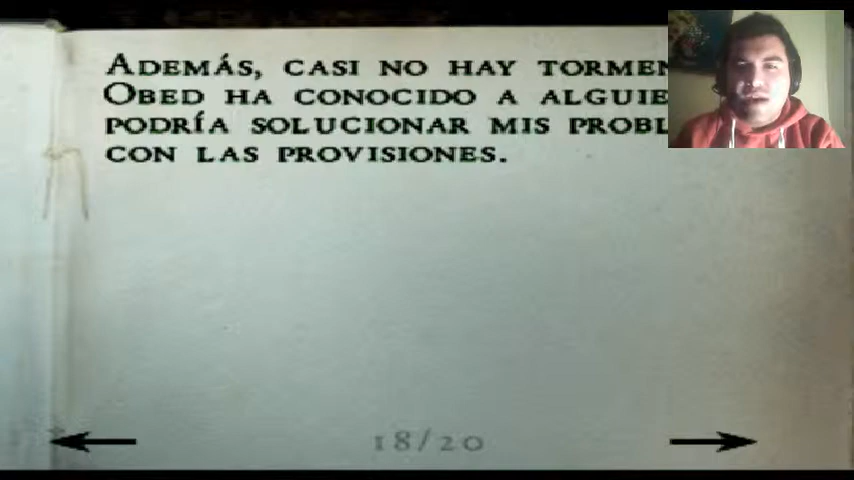 ADEMÁS, CASI NO HAY
OBED HA CONOCIDO A
PODRÍA SOLUCIONAR MIS
CON LAS PROVISIONES.
18/20